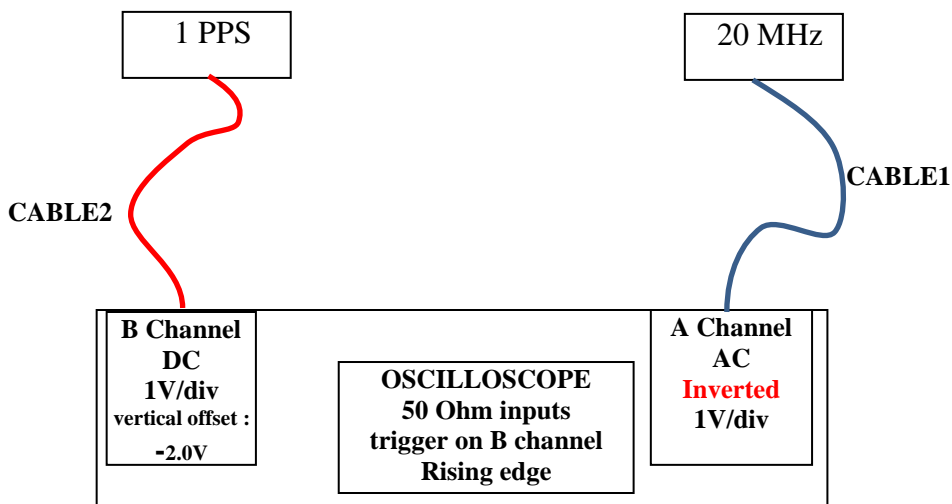 1 PPS
20 MHz
CABLE2
CABLE1
B Channel
DC
1V/div
vertical offset :
-2.0V
OSCILLOSCOPE
50 Ohm inputs
trigger on B channel
Rising edge
A Channel
AC
Inverted
1V/div